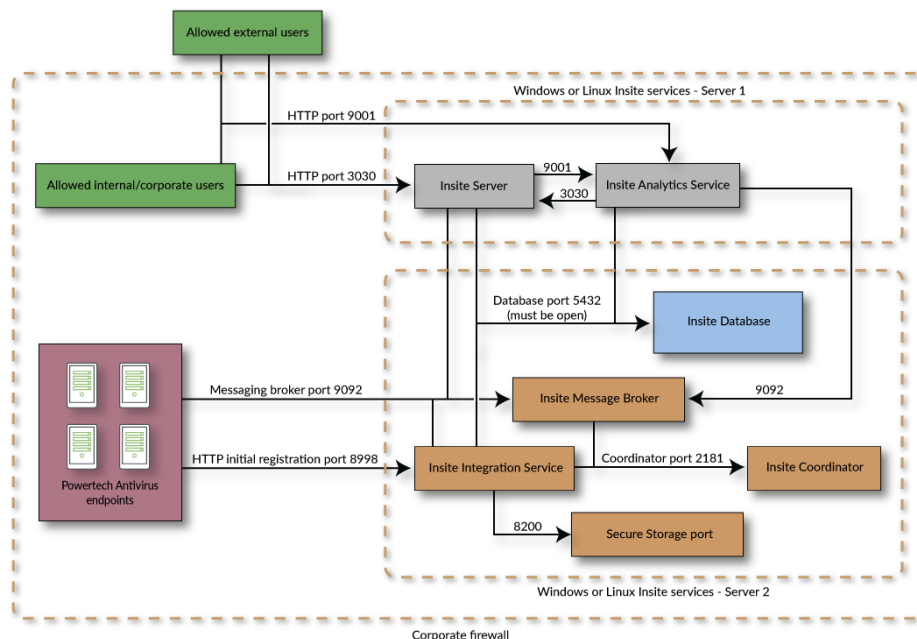 Allowed external users
Windows or Linux Insite services - Server 1
HTTP port 9001
Allowed internal/corporate users
HTTP port 3030
Insite Server
9001
3030
Insite Analytics Service
Database port 5432
(must be open)
Insite Database
Messaging broker port 9092
Insite Message Broker
9092
HTTP initial registration port 8998
Insite Integration Service
Coordinator port 2181
Insite Coordinator
Powertech Antivirus
endpoints
8200
Secure Storage port
Windows or Linux Insite services - Server 2
Corporate firewall